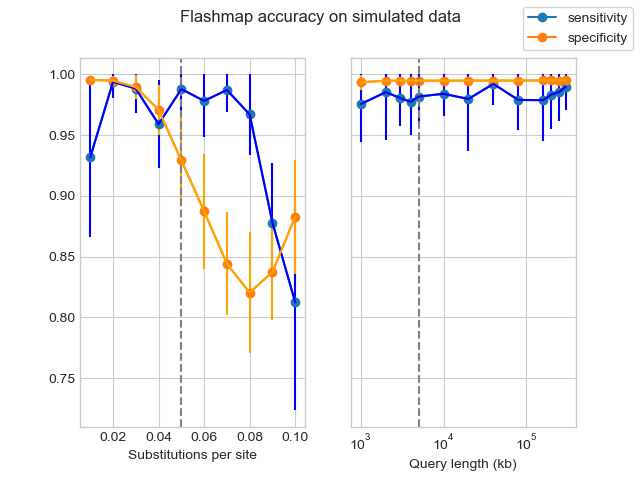 Flashmap accuracy on simulated data
sensitivity
specificity
1.00
0.95
0.90
0.85
0.80
0.75
0.02 0.04 0.06 0.08 0.10
Substitutions per site
10³ 10⁴ 10⁵
Query length (kb)